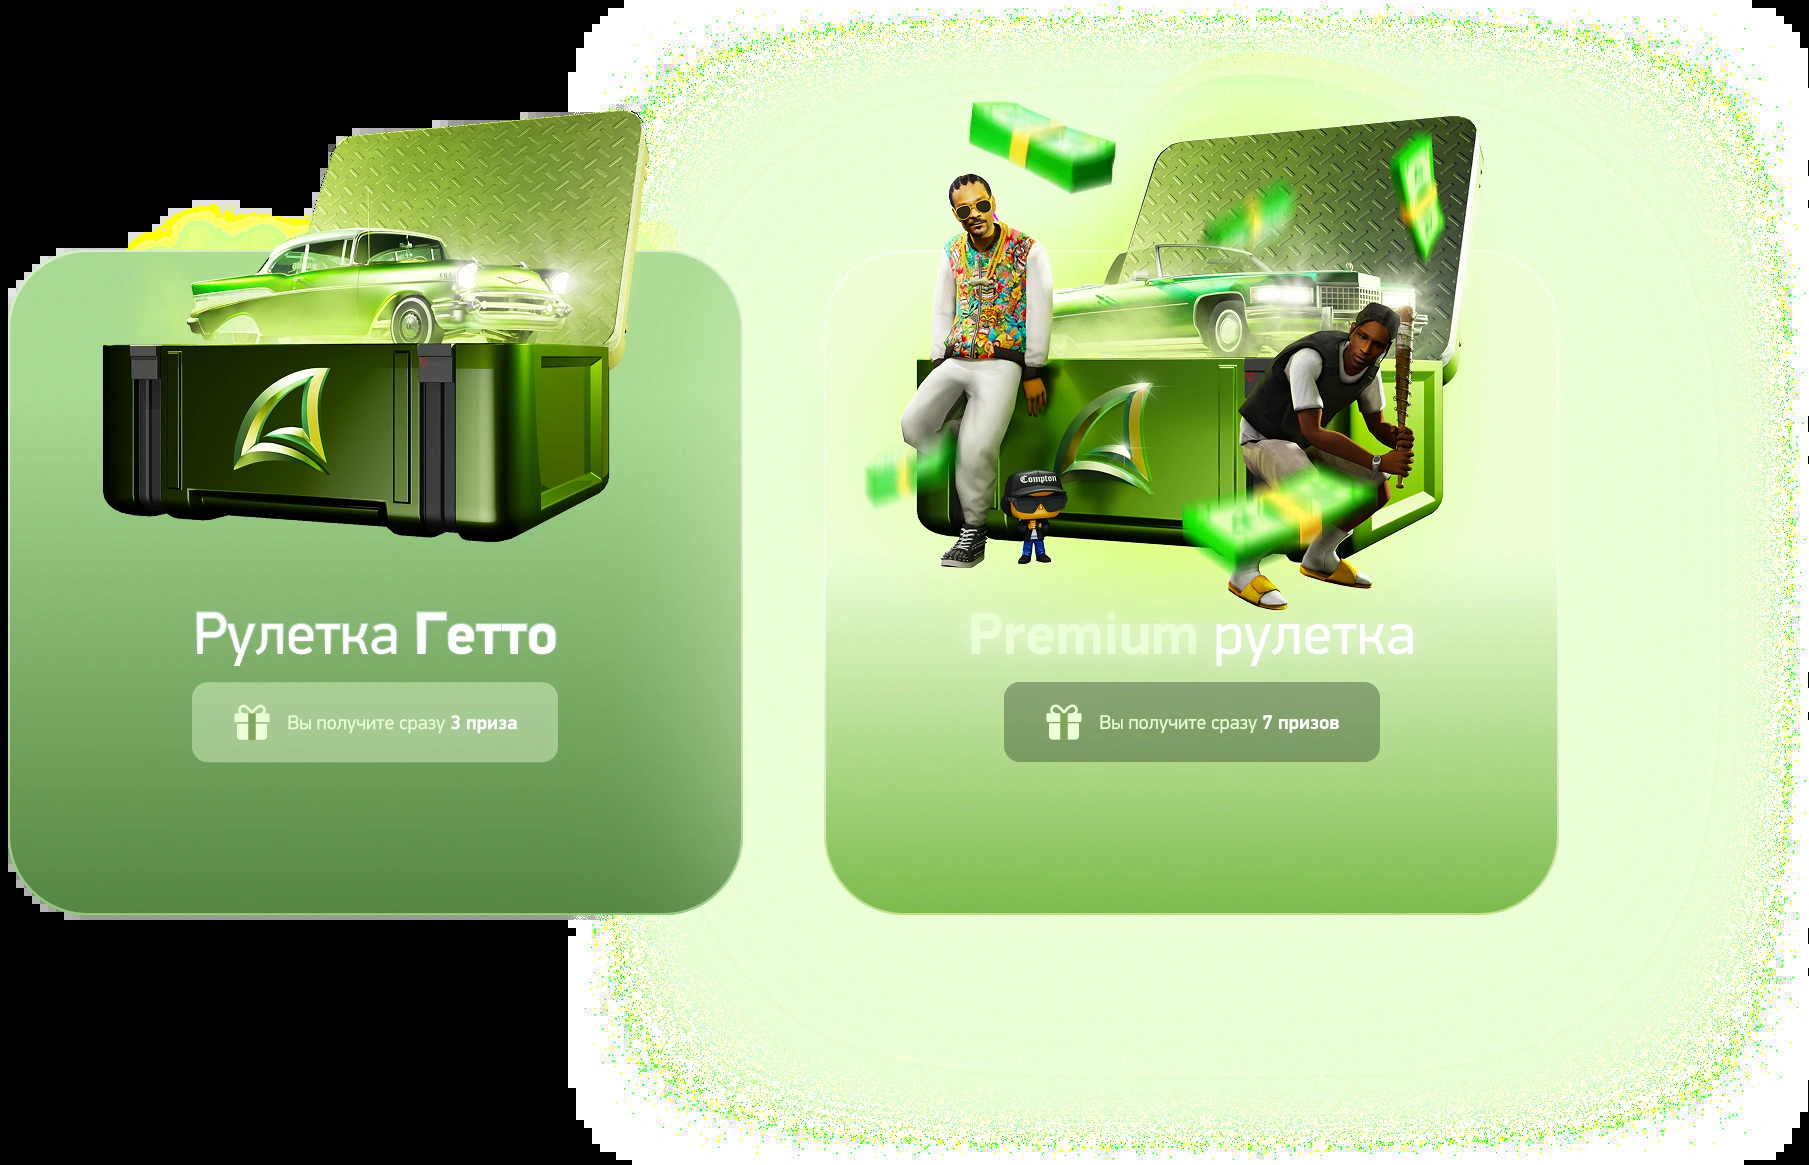 Compton
Рулетка Гетто
Вы получите сразу 3 приза
Premium рулетка
Вы получите сразу 7 призов